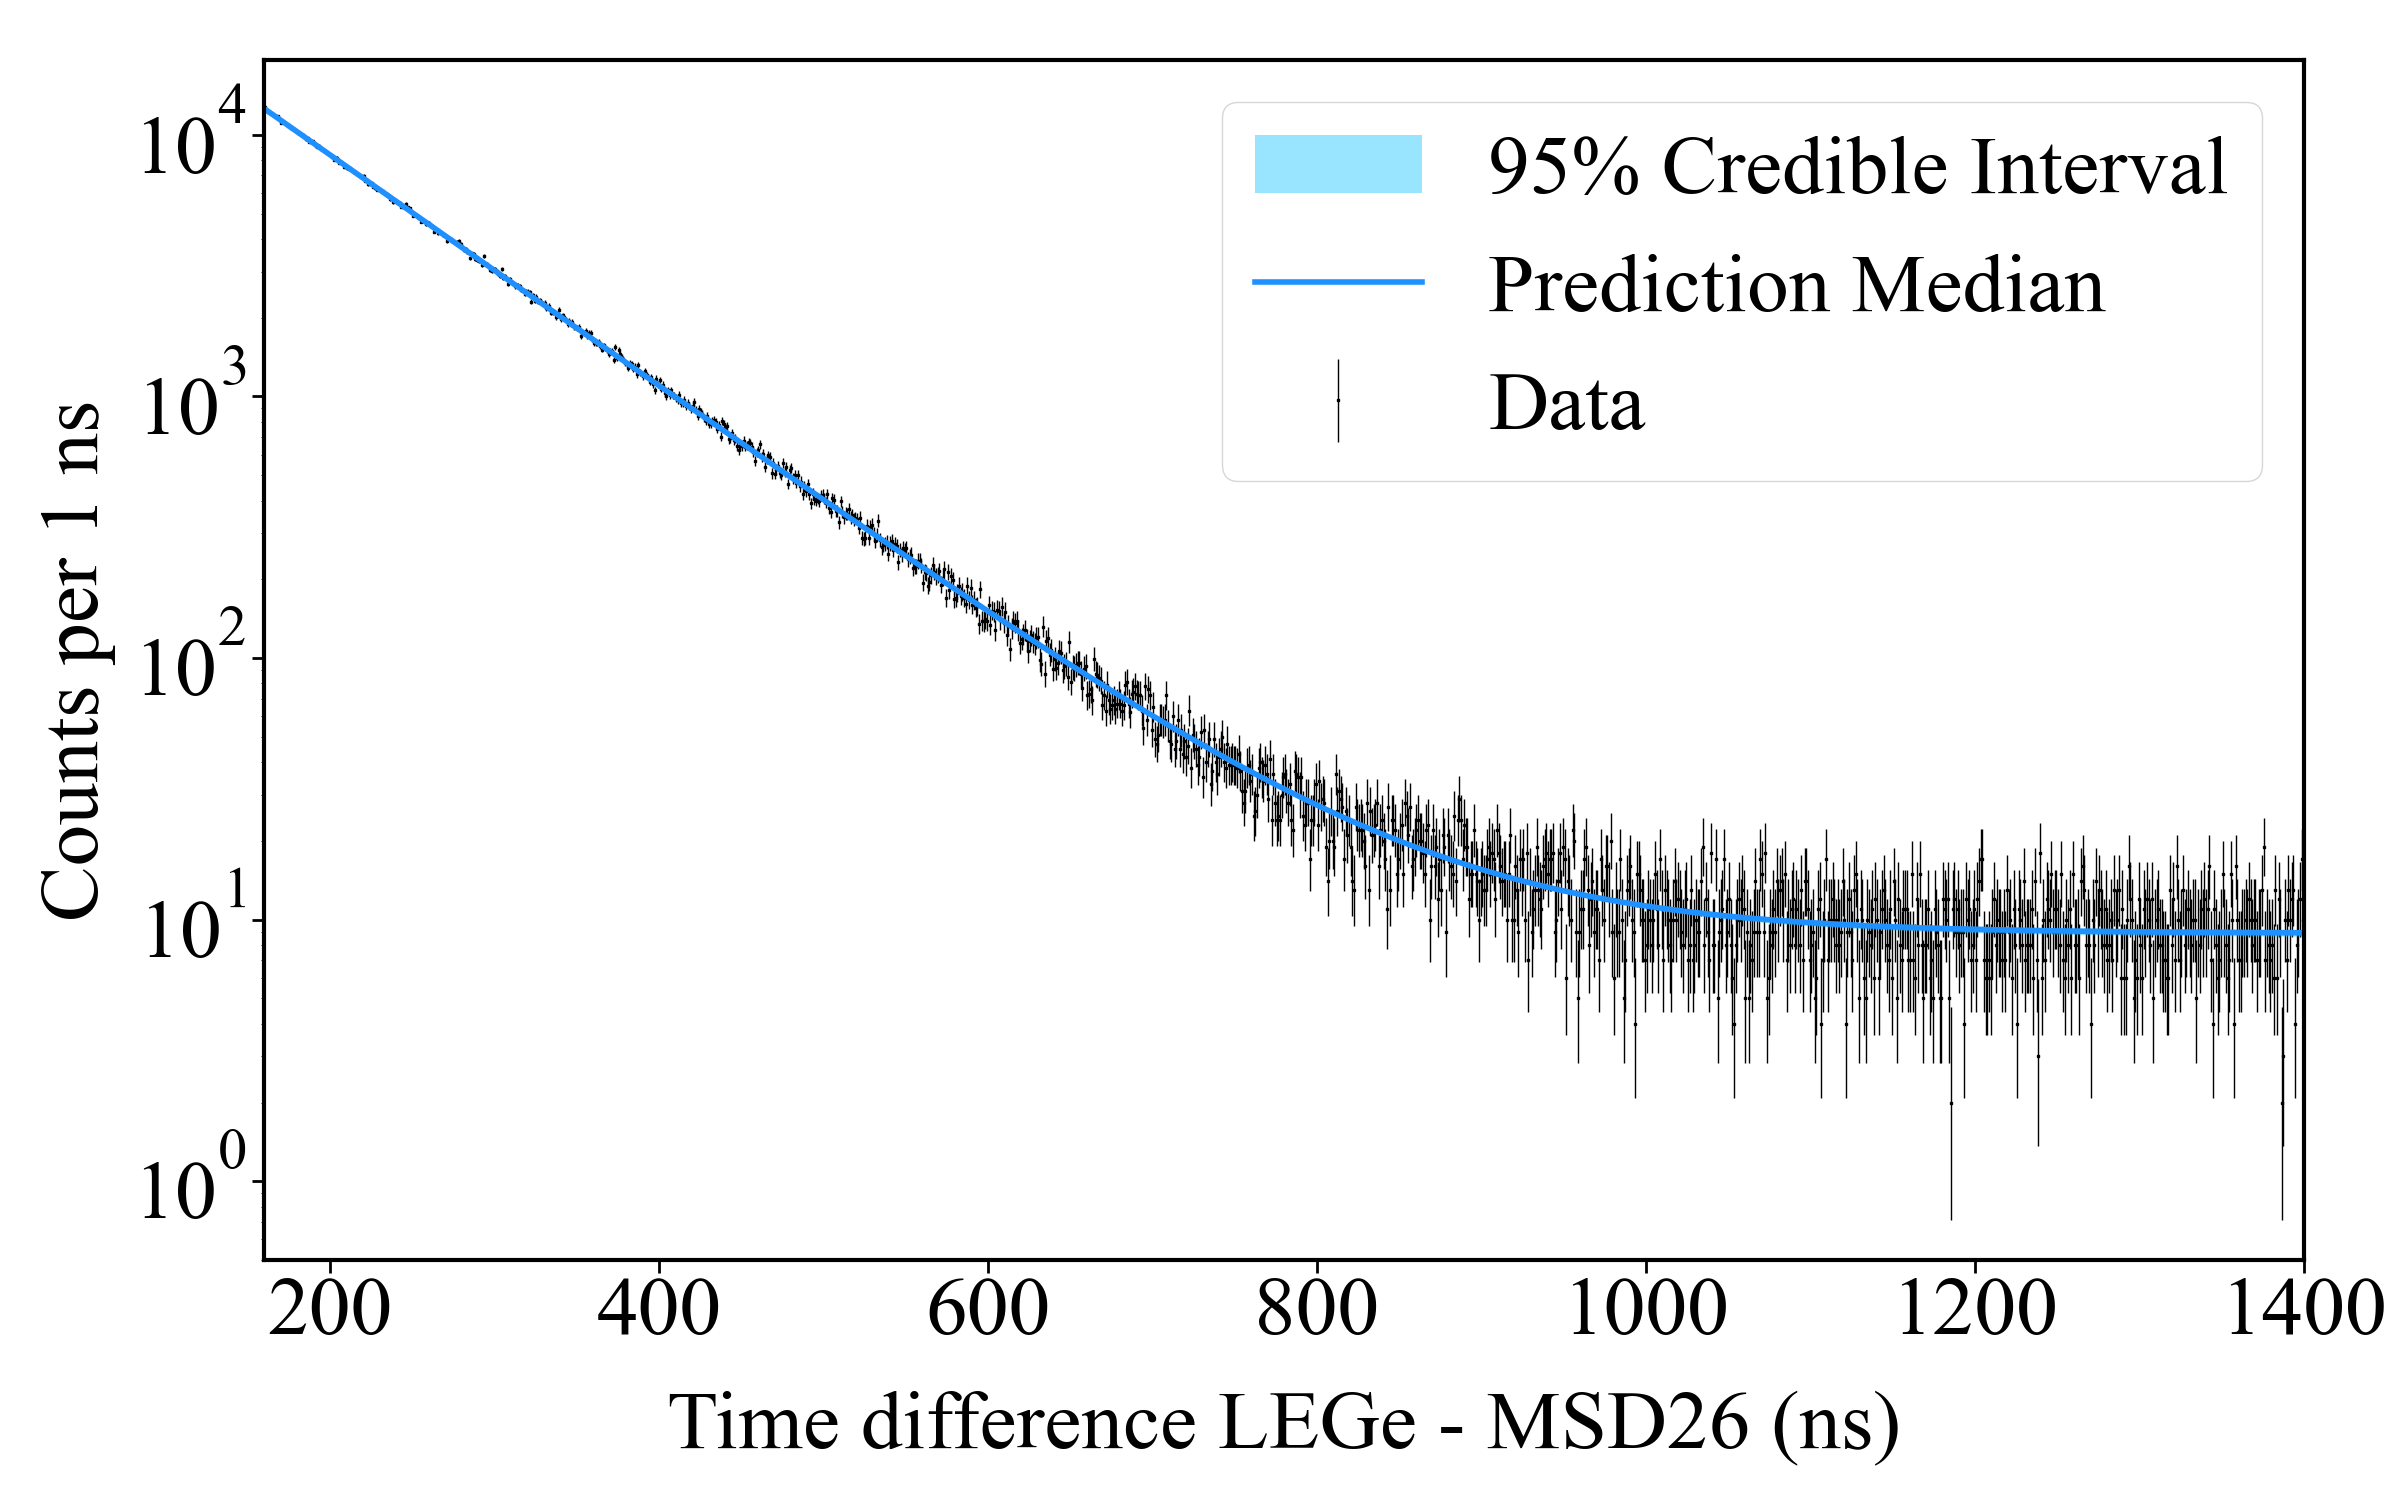 95% Credible Interval
Prediction Median
Data
Counts per 1 ns
10^4
10^3
10^2
10^1
10^0
200 400 600 800 1000 1200 1400
Time difference LEGe - MSD26 (ns)